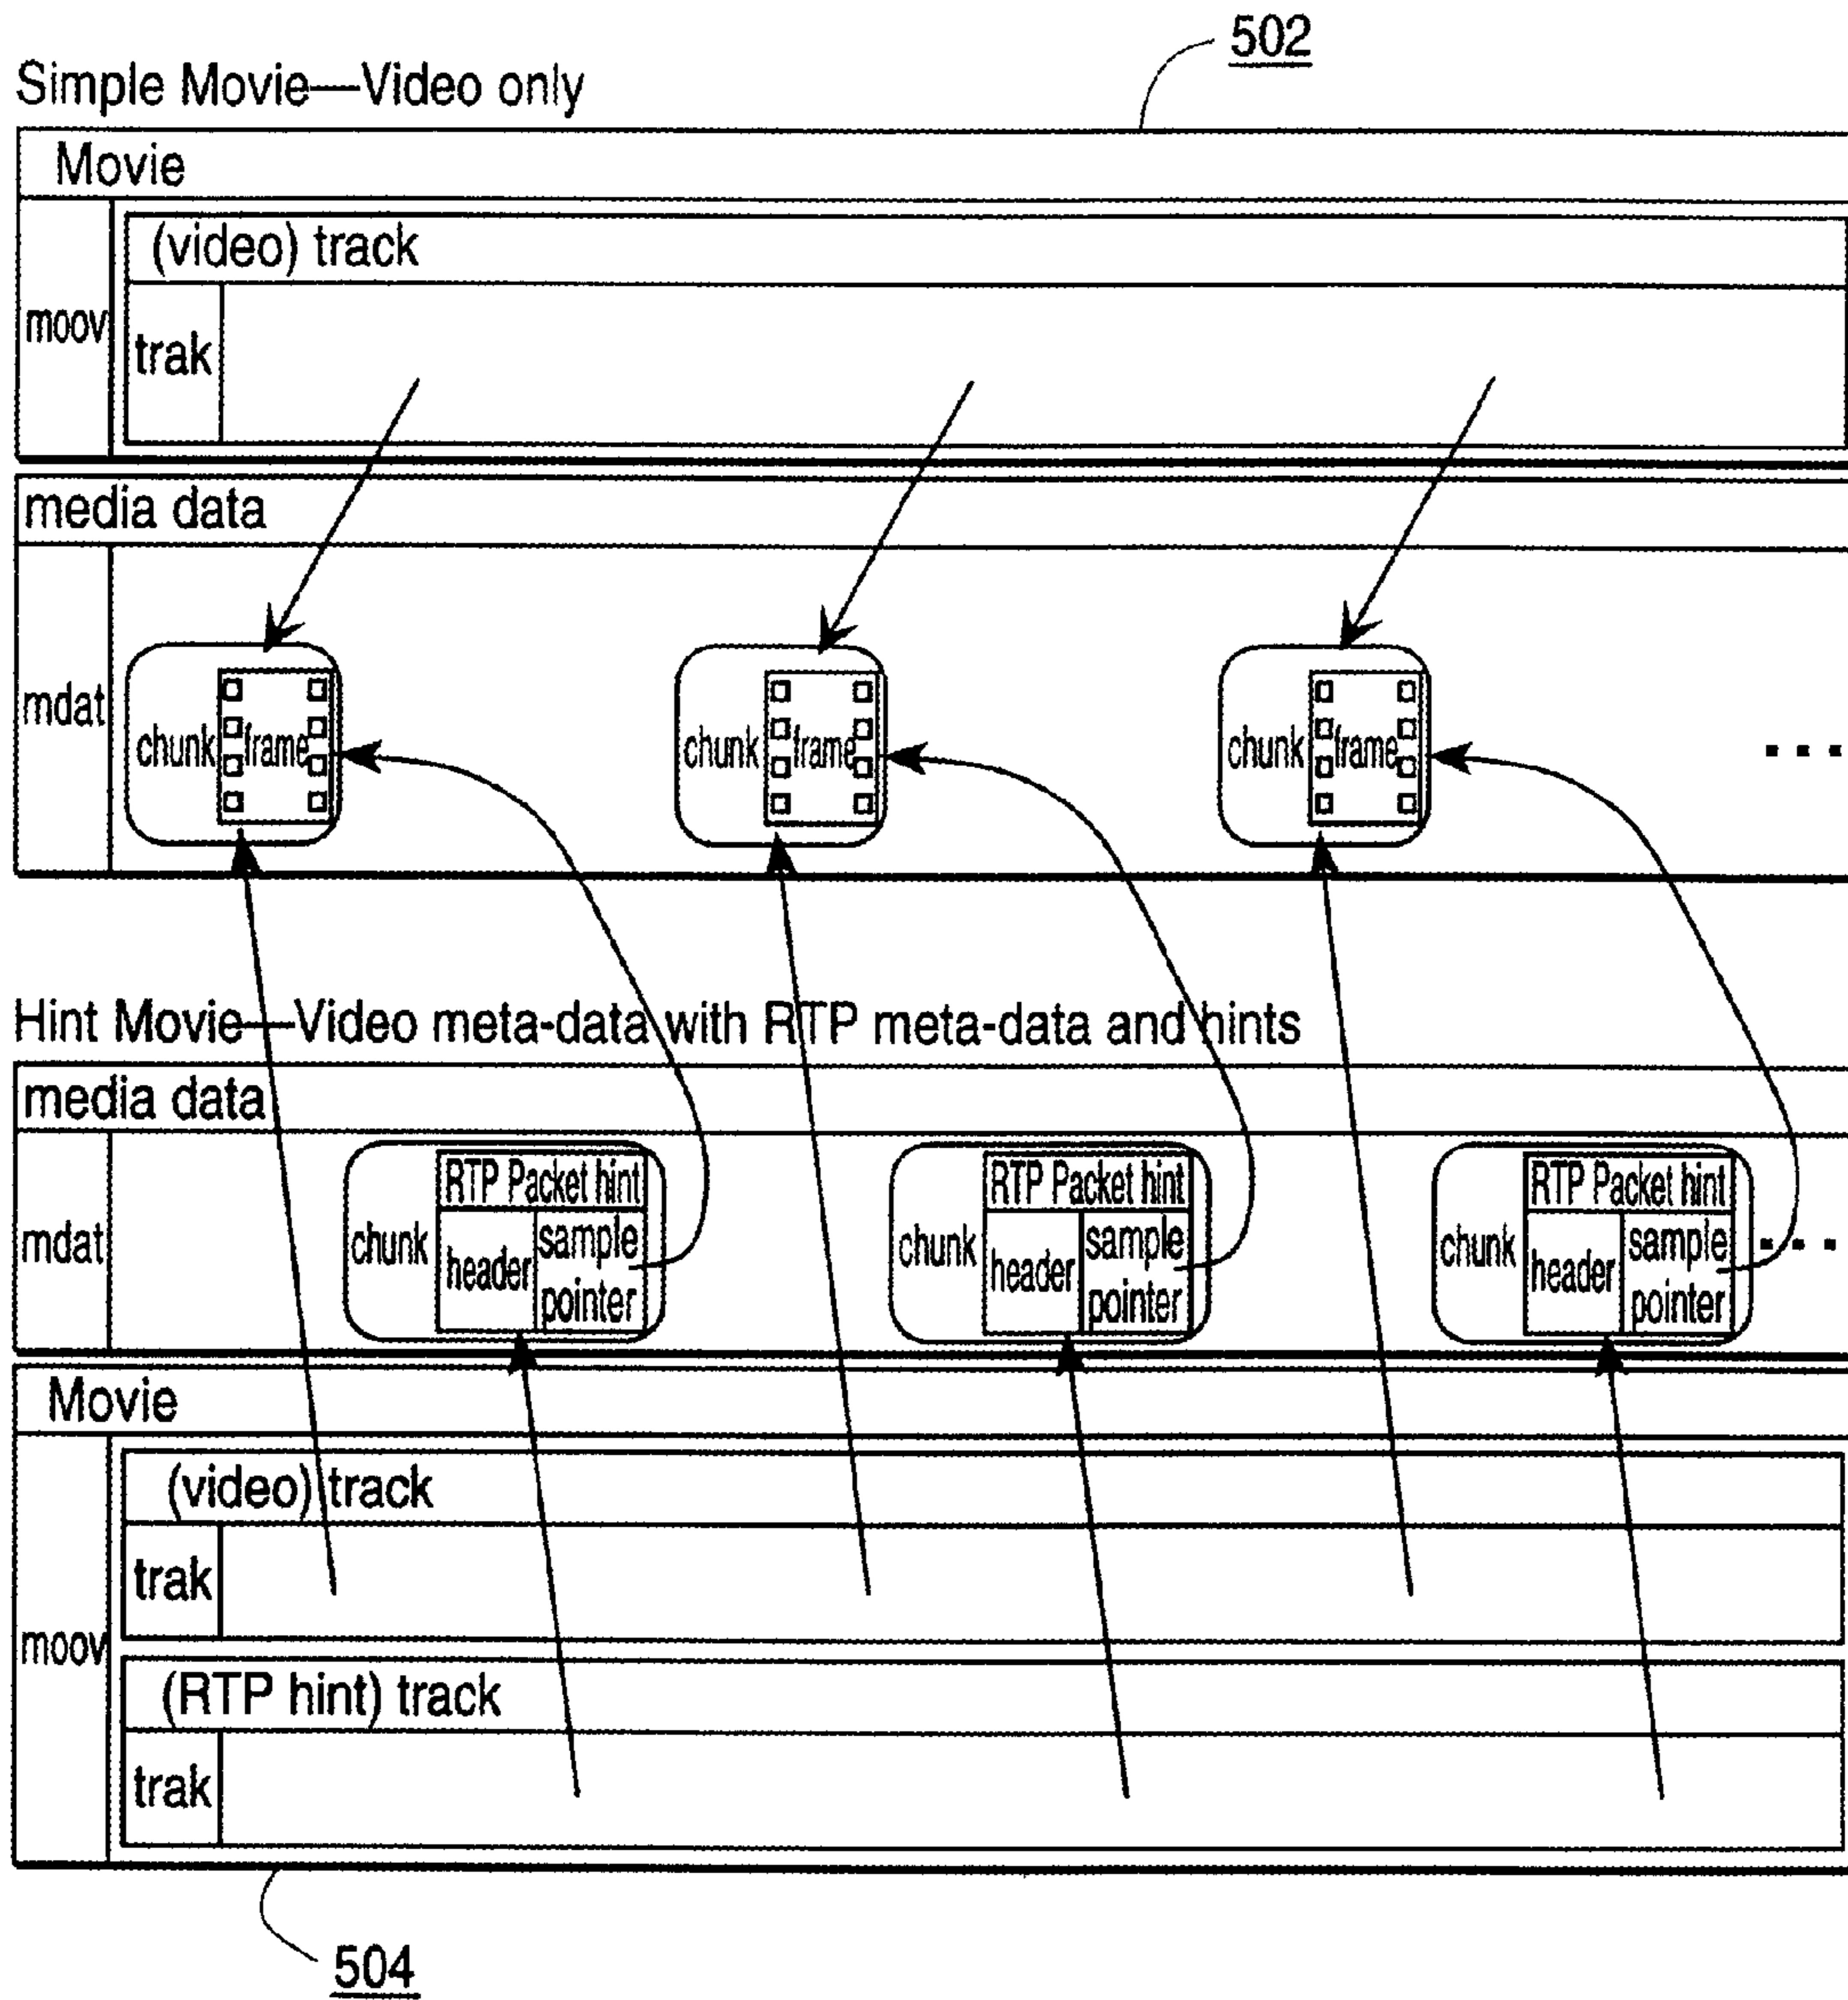 502
Simple Movie—Video only
Movie
moov
(video) track
trak
media data
mdat
chunk frame
chunk frame
chunk frame
...
Hint Movie—Video meta-data with RTP meta-data and hints
media data
mdat
chunk
RTP Packet hint
header
sample
pointer
chunk
RTP Packet hint
header
sample
pointer
chunk
RTP Packet hint
header
sample
pointer
...
Movie
moov
(video) track
trak
(RTP hint) track
trak
504